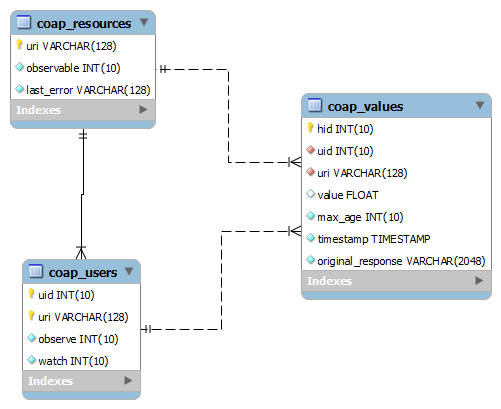 coap_resources
uri VARCHAR(128)
observable INT(10)
last_error VARCHAR(128)
Indexes
coap_values
hid INT(10)
uid INT(10)
uri VARCHAR(128)
value FLOAT
max_age INT(10)
timestamp TIMESTAMP
original_response VARCHAR(2048)
Indexes
coap_users
uid INT(10)
uri VARCHAR(128)
observe INT(10)
watch INT(10)
Indexes